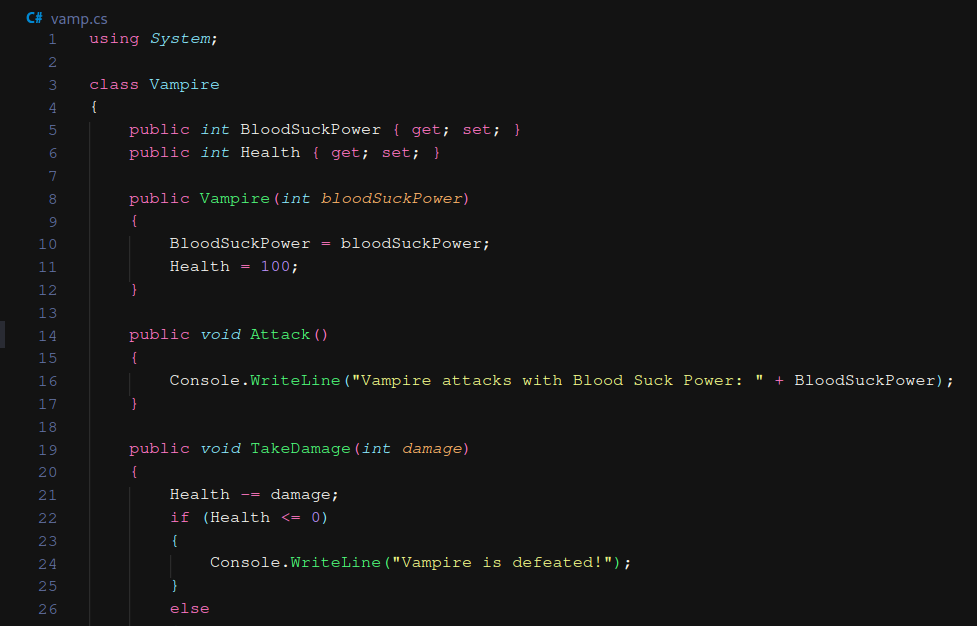 C# vamp.cs
1 using System;
2
3 class Vampire
4 {
5     public int BloodSuckPower { get; set; }
6     public int Health { get; set; }
7
8     public Vampire(int bloodSuckPower)
9     {
10         BloodSuckPower = bloodSuckPower;
11         Health = 100;
12     }
13
14     public void Attack()
15     {
16         Console.WriteLine("Vampire attacks with Blood Suck Power: " + BloodSuckPower);
17     }
18
19     public void TakeDamage(int damage)
20     {
21         Health -= damage;
22         if (Health <= 0)
23         {
24             Console.WriteLine("Vampire is defeated!");
25         }
26         else